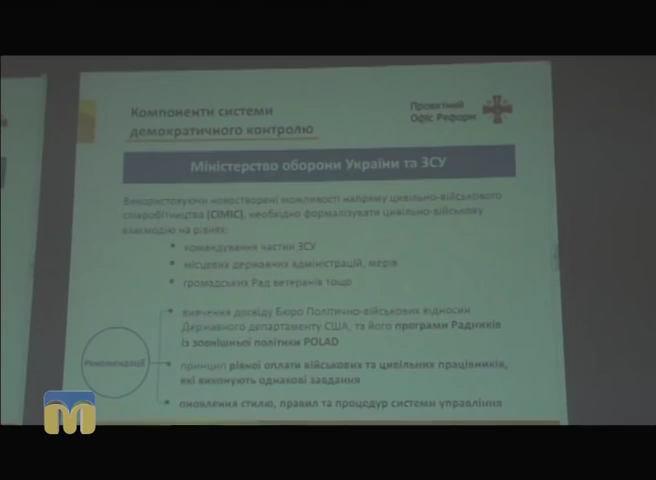 Компоненти системи
демократичного контролю
Проектний
Офіс Реформ
Міністерство оборони України та ЗСУ
Використовуючи новостворені можливості напряму цивільно-військового
співробітництва (CIMIC), необхідно формалізувати цивільно-військову
взаємодію на рівнях:
• командування частин ЗСУ
• місцевих державних адміністрацій, мерів
• громадських Рад ветеранів тощо
• вивчення досвіду Бюро Політично-військових відносин
Державного департаменту США, та його програми Радників
із зовнішньої політики POLAD
Рекомендації
• принцип рівної оплати військових та цивільних працівників,
які виконують однакові завдання
• оновлення стилю, правил та процедур системи управління
M